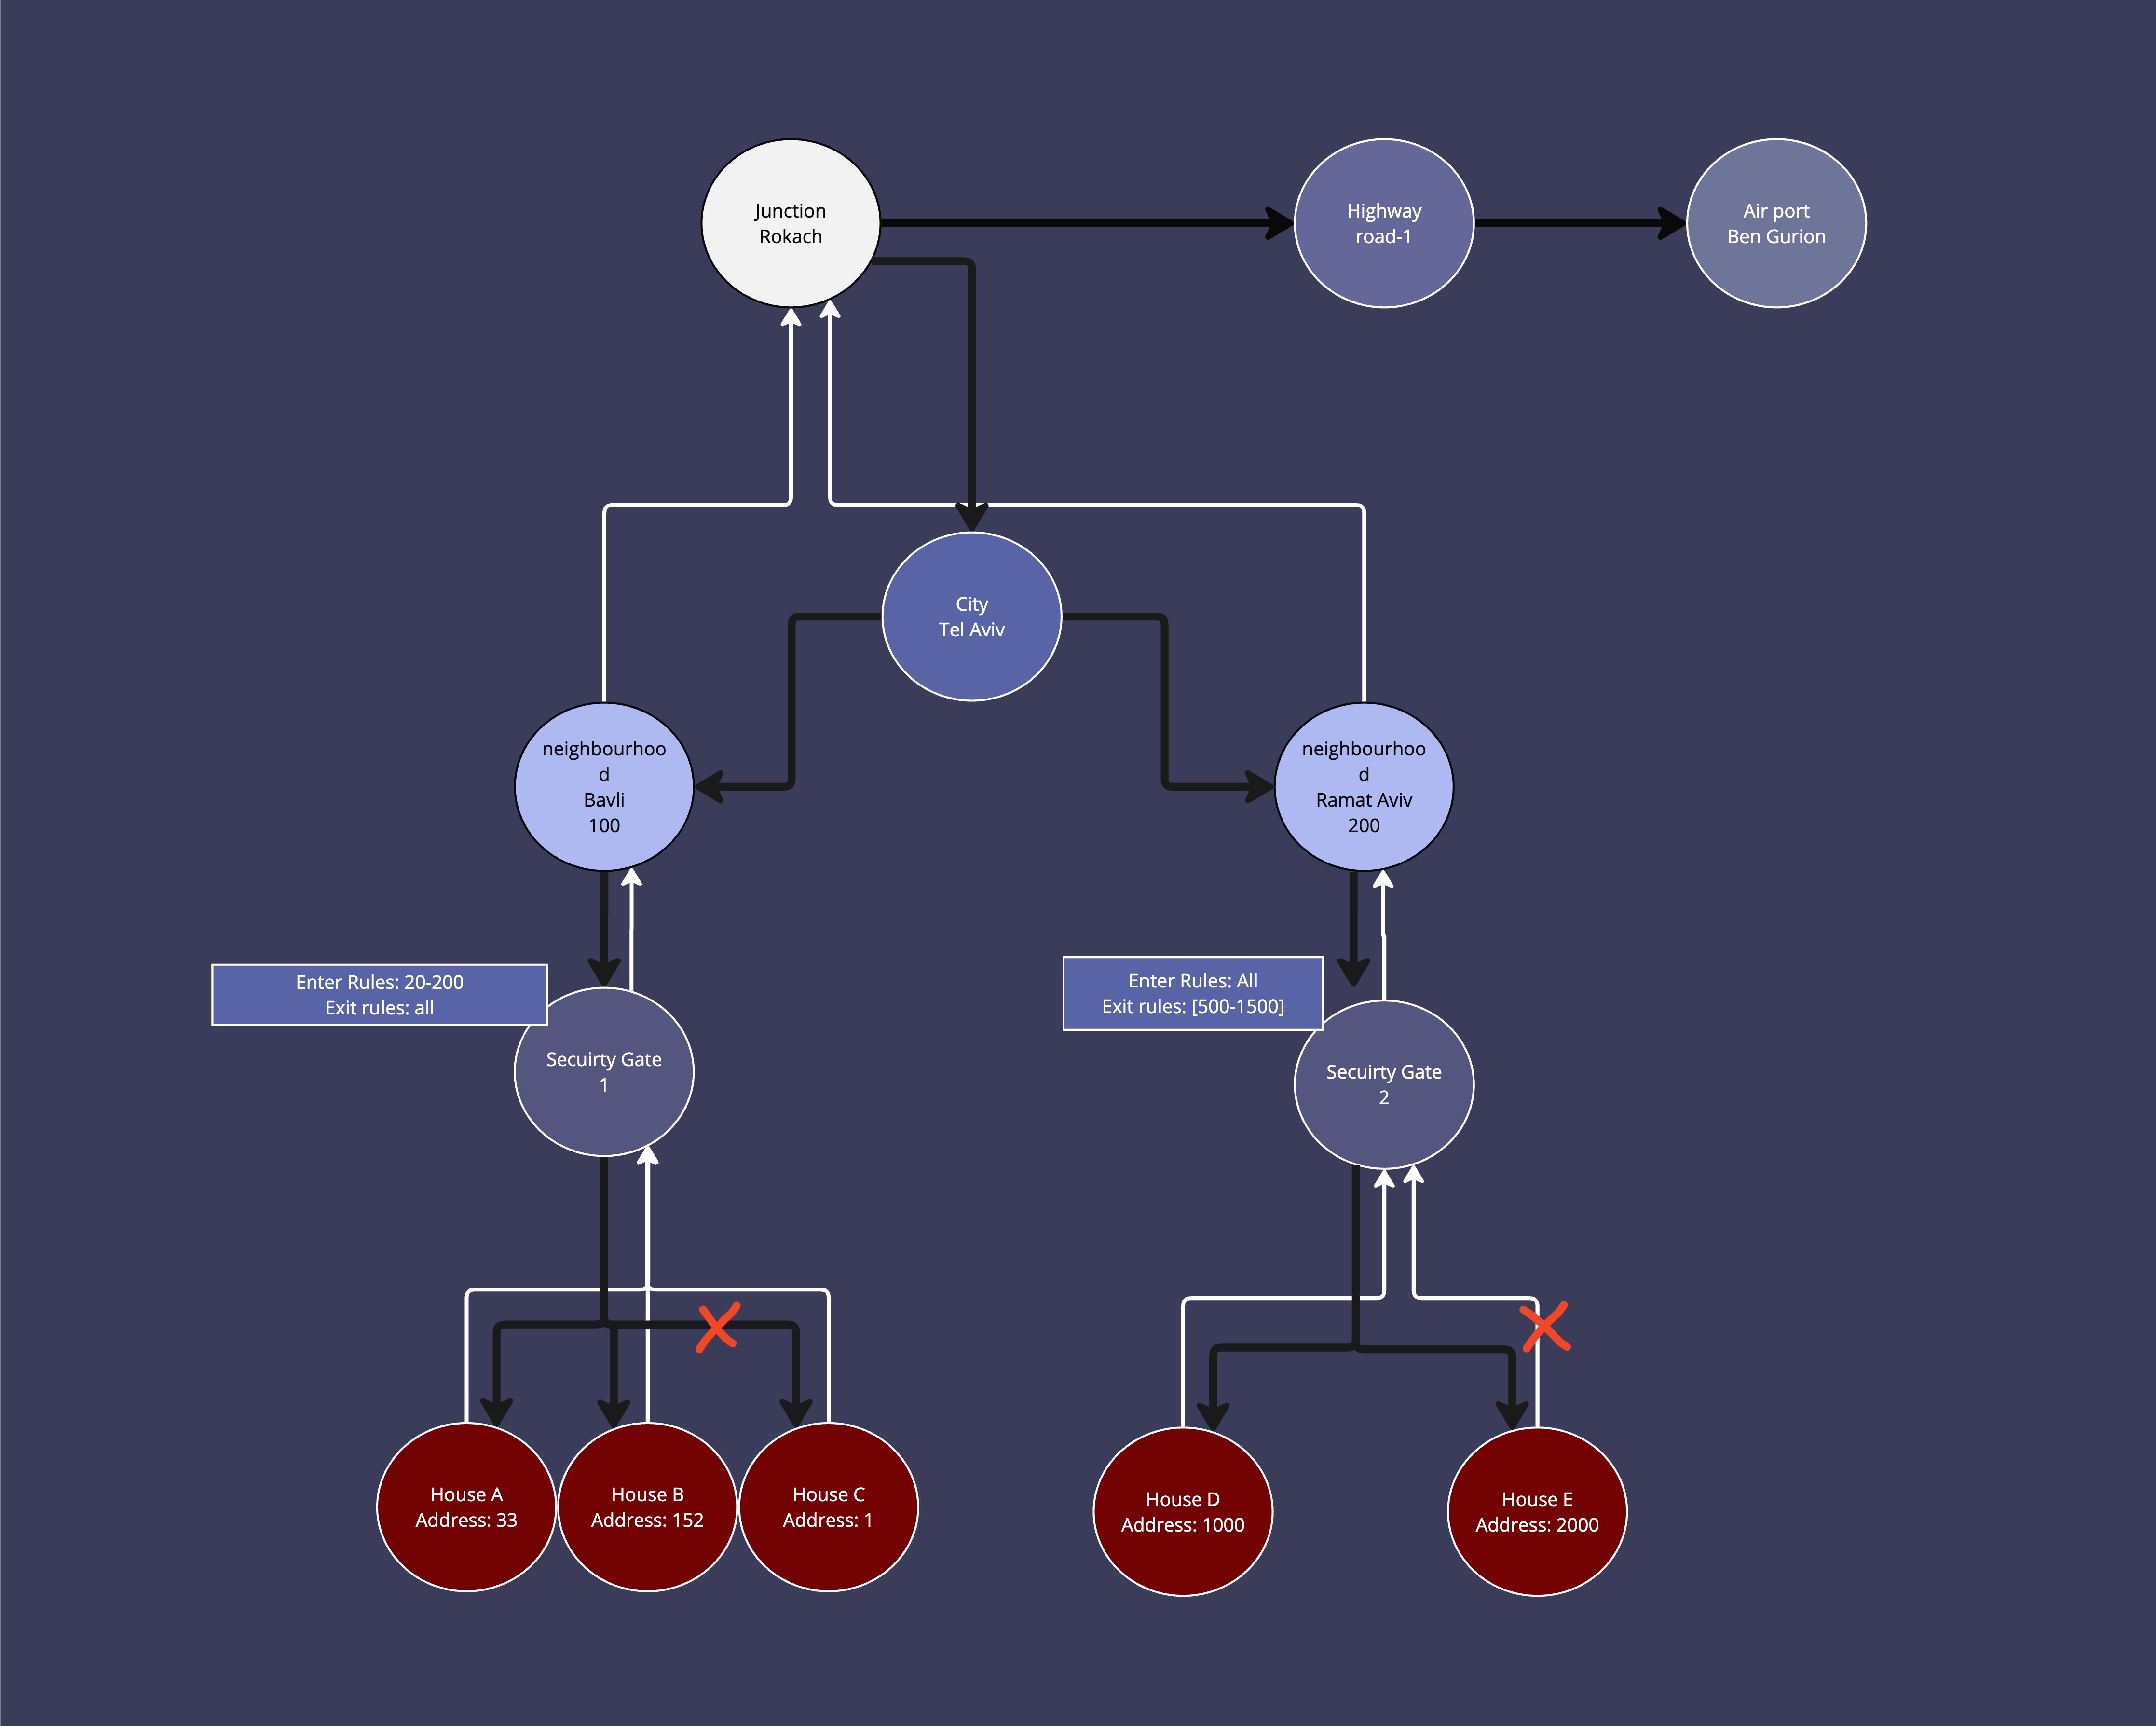 Junction
Rokach
Highway
road-1
Air port
Ben Gurion
City
Tel Aviv
neighbourhoo
d
Bavli
100
neighbourhoo
d
Ramat Aviv
200
Enter Rules: 20-200
Exit rules: all
Enter Rules: All
Exit rules: [500-1500]
Secuirty Gate
1
Secuirty Gate
2
House A
Address: 33
House B
Address: 152
House C
Address: 1
House D
Address: 1000
House E
Address: 2000